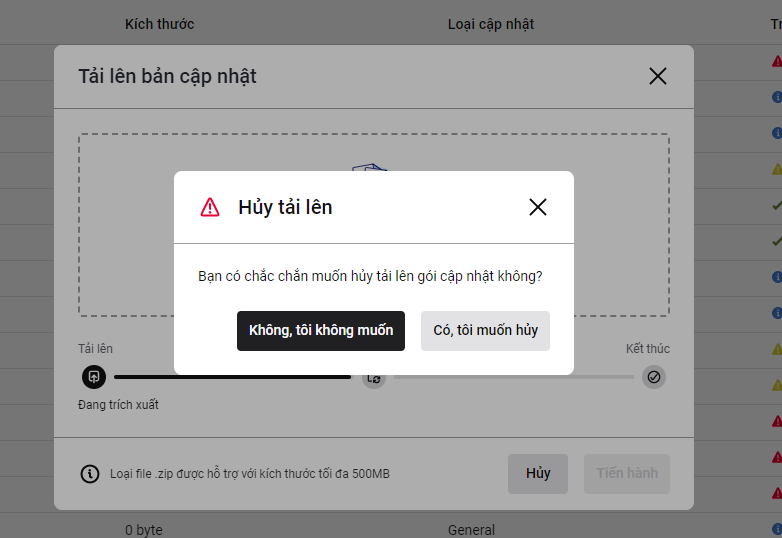 Kích thước
Loại cập nhật
Tải lên bản cập nhật
Hủy tải lên
Bạn có chắc chắn muốn hủy tải lên gói cập nhật không?
Không, tôi không muốn
Có, tôi muốn hủy
Tải lên
Kết thúc
Đang trích xuất
Loại file .zip được hỗ trợ với kích thước tối đa 500MB
Hủy
Tiến hành
0 byte
General